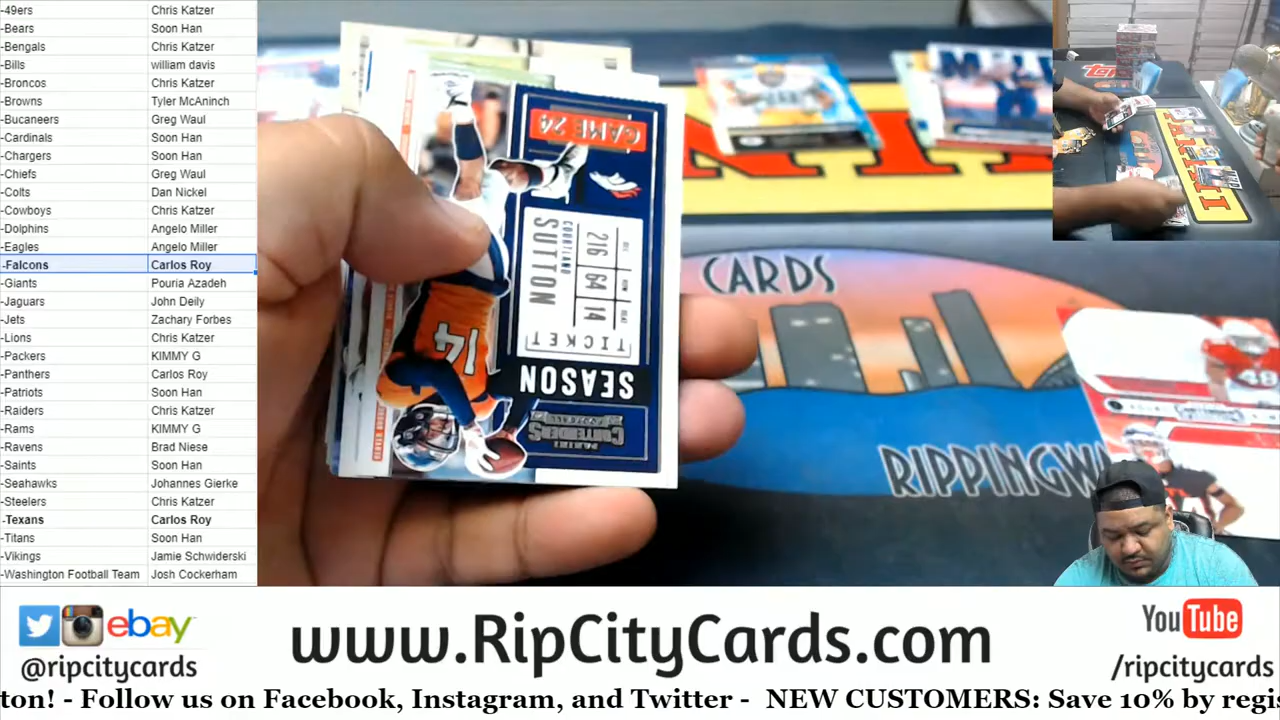 -49ers Chris Katzer
-Bears Soon Han
-Bengals Chris Katzer
-Bills william davis
-Broncos Chris Katzer
-Browns Tyler McAninch
-Bucaneers Greg Waul
-Cardinals Soon Han
-Chargers Soon Han
-Chiefs Greg Waul
-Colts Dan Nickel
-Cowboys Chris Katzer
-Dolphins Angelo Miller
-Eagles Angelo Miller
-Falcons Carlos Roy
-Giants Pouria Azadeh
-Jaguars John Deily
-Jets Zachary Forbes
-Lions Chris Katzer
-Packers KIMMY G
-Panthers Carlos Roy
-Patriots Soon Han
-Raiders Chris Katzer
-Rams KIMMY G
-Ravens Brad Niese
-Saints Soon Han
-Seahawks Johannes Gierke
-Steelers Chris Katzer
-Texans Carlos Roy
-Titans Soon Han
-Vikings Jamie Schwiderski
-Washington Football Team Josh Cockerham
GAME 24
216 64 14
COURTLAND
SUTTON
TICKET
SEASON
CONTENDERS
14
CARDS
RIPPINGW
48
ebay
@ripcitycards
www.RipCityCards.com
YouTube
/ripcitycards
ton! - Follow us on Facebook, Instagram, and Twitter - NEW CUSTOMERS: Save 10% by regis